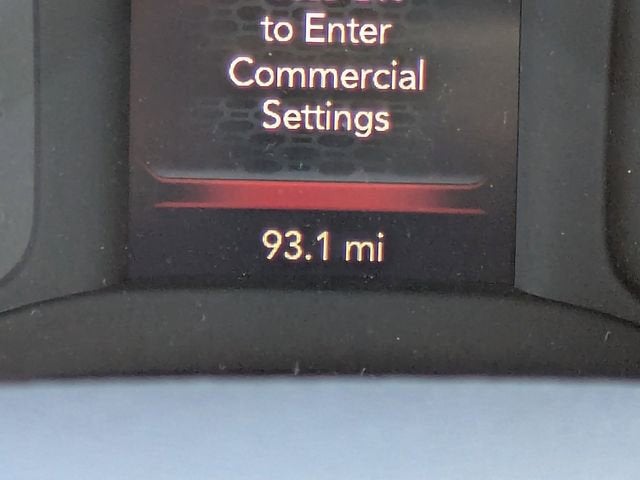 to Enter
Commercial
Settings
93.1 mi